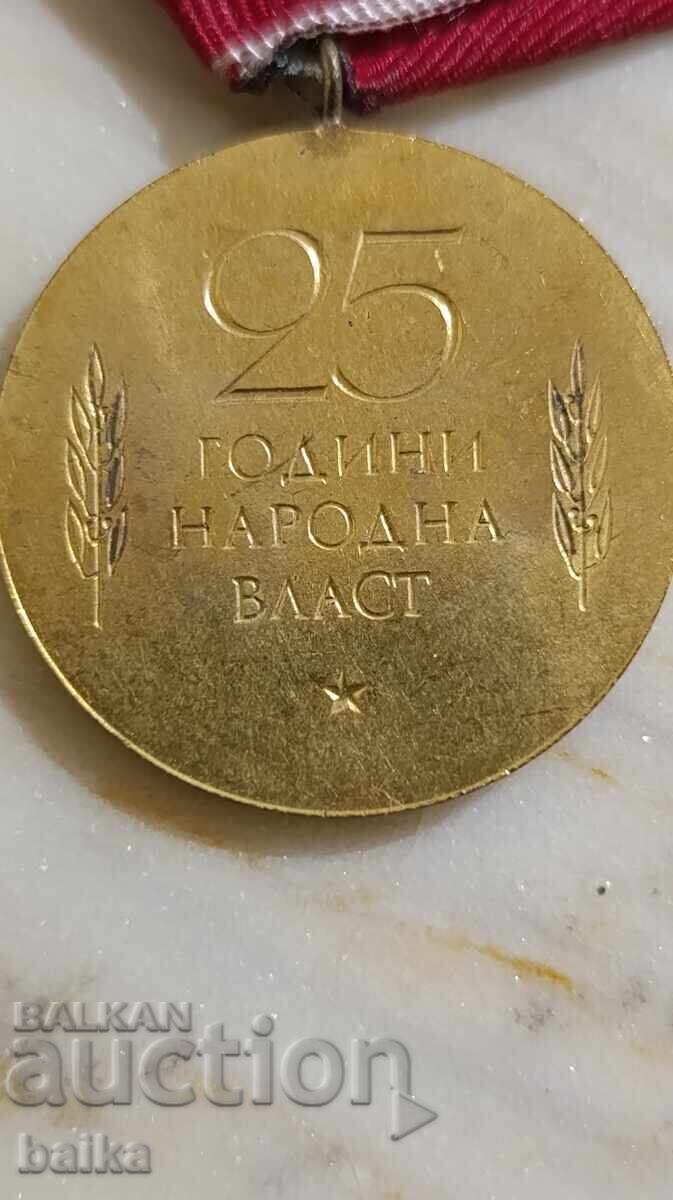 25
ГОДИНИ
НАРОДНА
ВЛАСТ
BALKAN
auction
baika